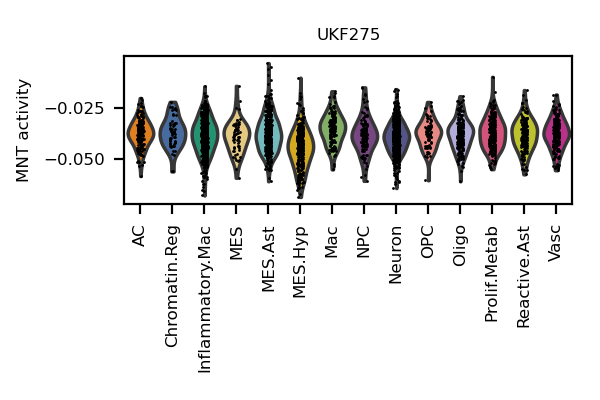 UKF275
MNT activity
−0.025
−0.050
AC
Chromatin.Reg
Inflammatory.Mac
MES
MES.Ast
MES.Hyp
Mac
NPC
Neuron
OPC
Oligo
Prolif.Metab
Reactive.Ast
Vasc